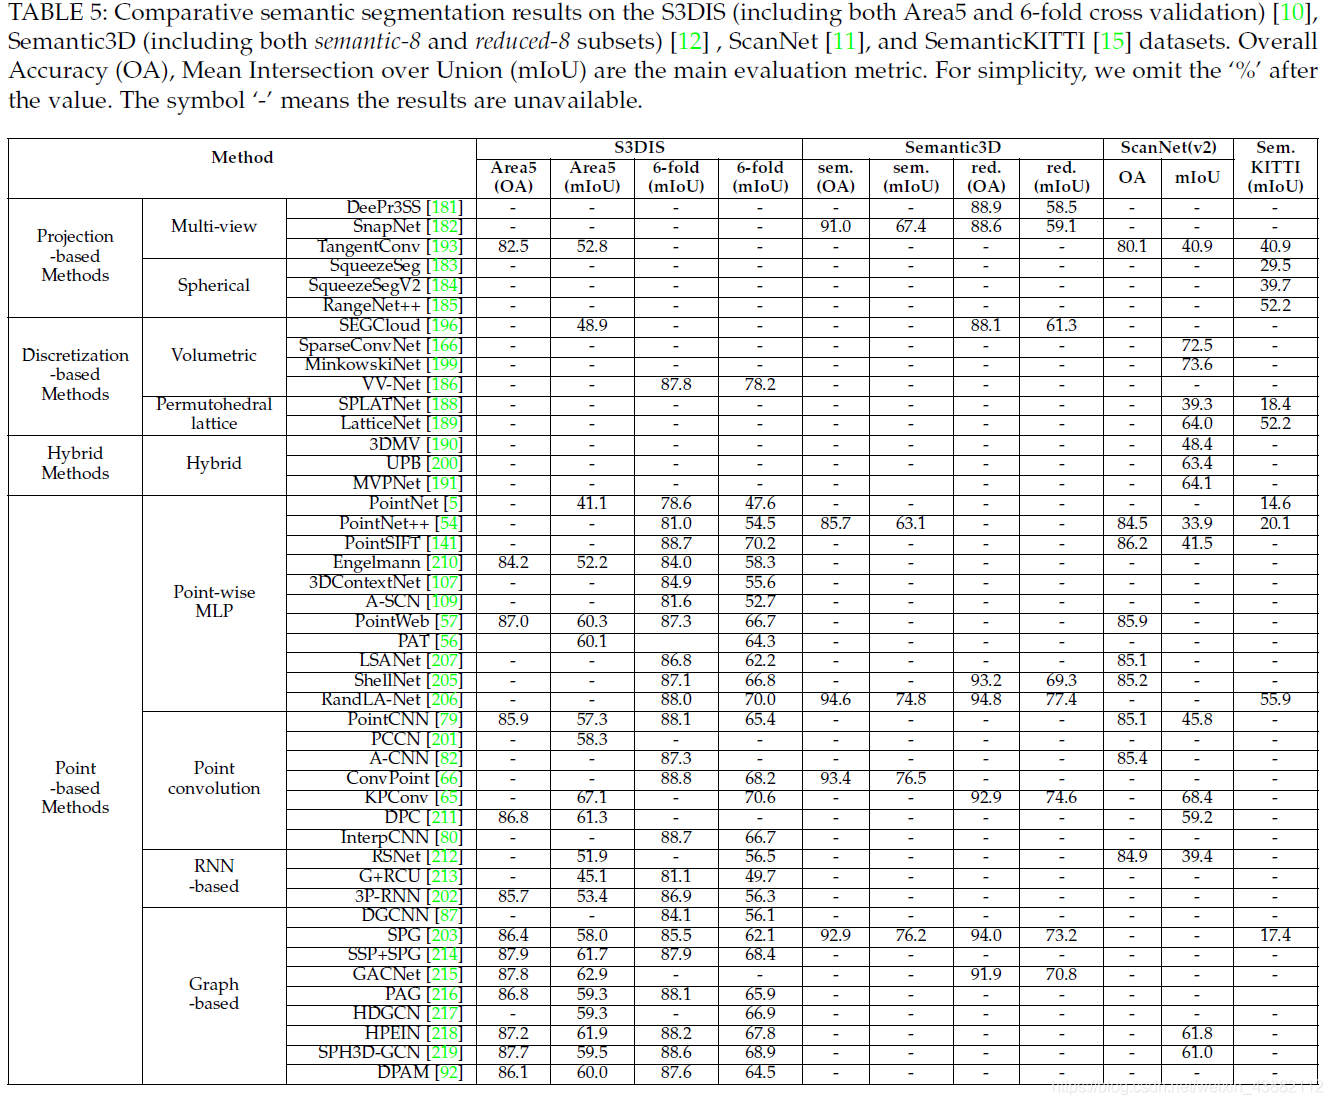 TABLE 5: Comparative semantic segmentation results on the S3DIS (including both Area5 and 6-fold cross validation) [10],
Semantic3D (including both semantic-8 and reduced-8 subsets) [12] , ScanNet [11], and SemanticKITTI [15] datasets. Overall
Accuracy (OA), Mean Intersection over Union (mIoU) are the main evaluation metric. For simplicity, we omit the ‘%’ after
the value. The symbol ‘-’ means the results are unavailable.
Method S3DIS Semantic3D ScanNet(v2) Sem. KITTI (mIoU)
Area5 (OA) Area5 (mIoU) 6-fold (mIoU) 6-fold (mIoU) sem. (OA) sem. (mIoU) red. (OA) red. (mIoU) OA mIoU
Projection -based Methods
Multi-view
DeePr3SS [181] - - - - - - 88.9 58.5 - - -
SnapNet [182] - - - - 91.0 67.4 88.6 59.1 - - -
TangentConv [193] 82.5 52.8 - - - - - - 80.1 40.9 40.9
Spherical
SqueezeSeg [183] - - - - - - - - - - 29.5
SqueezeSegV2 [184] - - - - - - - - - - 39.7
RangeNet++ [185] - - - - - - - - - - 52.2
Discretization -based Methods
Volumetric
SEGCloud [196] - 48.9 - - - - 88.1 61.3 - - -
SparseConvNet [166] - - - - - - - - - 72.5 -
MinkowskiNet [199] - - - - - - - - - 73.6 -
VV-Net [186] - - 87.8 78.2 - - - - - - -
Permutohedral lattice
SPLATNet [188] - - - - - - - - - 39.3 18.4
LatticeNet [189] - - - - - - - - - 64.0 52.2
Hybrid Methods
Hybrid
3DMV [190] - - - - - - - - - 48.4 -
UPB [200] - - - - - - - - - 63.4 -
MVPNet [191] - - - - - - - - - 64.1 -
Point -based Methods
Point-wise MLP
PointNet [5] - 41.1 78.6 47.6 - - - - - - 14.6
PointNet++ [54] - - 81.0 54.5 85.7 63.1 - - 84.5 33.9 20.1
PointSIFT [141] - - 88.7 70.2 - - - - 86.2 41.5 -
Engelmann [210] 84.2 52.2 84.0 58.3 - - - - - - -
3DContextNet [107] - - 84.9 55.6 - - - - - - -
A-SCN [109] - - 81.6 52.7 - - - - - - -
PointWeb [57] 87.0 60.3 87.3 66.7 - - - - 85.9 - -
PAT [56] 60.1 64.3 - - - - - - -
LSANet [207] - - 86.8 62.2 - - - - 85.1 - -
ShellNet [205] - - 87.1 66.8 - - 93.2 69.3 85.2 - -
RandLA-Net [206] - - 88.0 70.0 94.6 74.8 94.8 77.4 - - 55.9
Point convolution
PointCNN [79] 85.9 57.3 88.1 65.4 - - - - 85.1 45.8 -
PCCN [201] - 58.3 - - - - - - - - -
A-CNN [82] - - 87.3 - - - - - 85.4 - -
ConvPoint [66] - - 88.8 68.2 93.4 76.5 - - - - -
KPConv [65] - 67.1 - 70.6 - - 92.9 74.6 - 68.4 -
DPC [211] 86.8 61.3 - - - - - - - 59.2 -
InterpCNN [80] - - 88.7 66.7 - - - - - - -
RNN -based
RSNet [212] - 51.9 - 56.5 - - - - 84.9 39.4 -
G+RCU [213] - 45.1 81.1 49.7 - - - - - - -
3P-RNN [202] 85.7 53.4 86.9 56.3 - - - - - - -
Graph -based
DGCNN [87] - - 84.1 56.1 - - - - - - -
SPG [203] 86.4 58.0 85.5 62.1 92.9 76.2 94.0 73.2 - - 17.4
SSP+SPG [214] 87.9 61.7 87.9 68.4 - - - - - - -
GACNet [215] 87.8 62.9 - - - - 91.9 70.8 - - -
PAG [216] 86.8 59.3 88.1 65.9 - - - - - - -
HDGCN [217] - 59.3 - 66.9 - - - - - - -
HPEIN [218] 87.2 61.9 88.2 67.8 - - - - - 61.8 -
SPH3D-GCN [219] 87.7 59.5 88.6 68.9 - - - - - 61.0 -
DPAM [92] 86.1 60.0 87.6 64.5 - - - - - - -